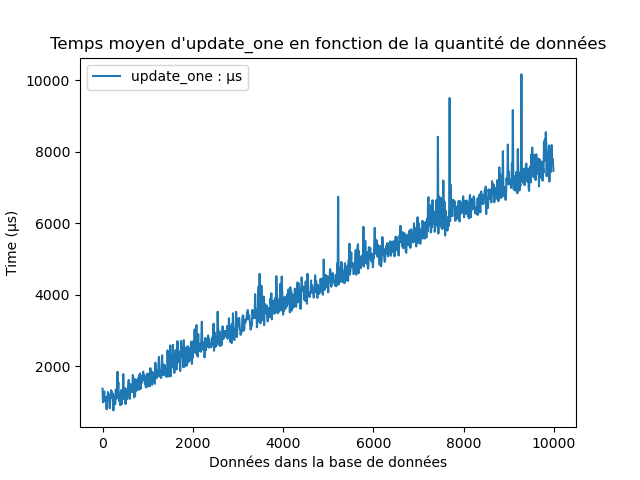 Temps moyen d'update_one en fonction de la quantité de données
update_one : µs
10000
8000
6000
4000
2000
Time (µs)
0 2000 4000 6000 8000 10000
Données dans la base de données